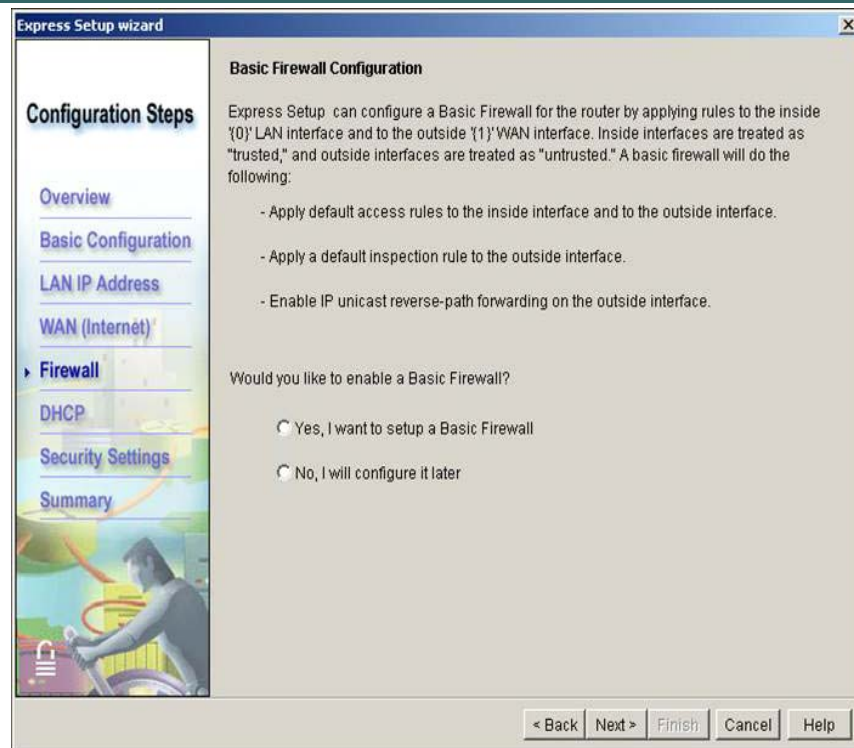 Express Setup wizard
Configuration Steps
Overview
Basic Configuration
LAN IP Address
WAN (Internet)
Firewall
DHCP
Security Settings
Summary
Basic Firewall Configuration
Express Setup can configure a Basic Firewall for the router by applying rules to the inside
'{0}' LAN interface and to the outside '{1}' WAN interface. Inside interfaces are treated as
"trusted," and outside interfaces are treated as "untrusted." A basic firewall will do the
following:
- Apply default access rules to the inside interface and to the outside interface.
- Apply a default inspection rule to the outside interface.
- Enable IP unicast reverse-path forwarding on the outside interface.
Would you like to enable a Basic Firewall?
Yes, I want to setup a Basic Firewall
No, I will configure it later
< Back Next > Finish Cancel Help